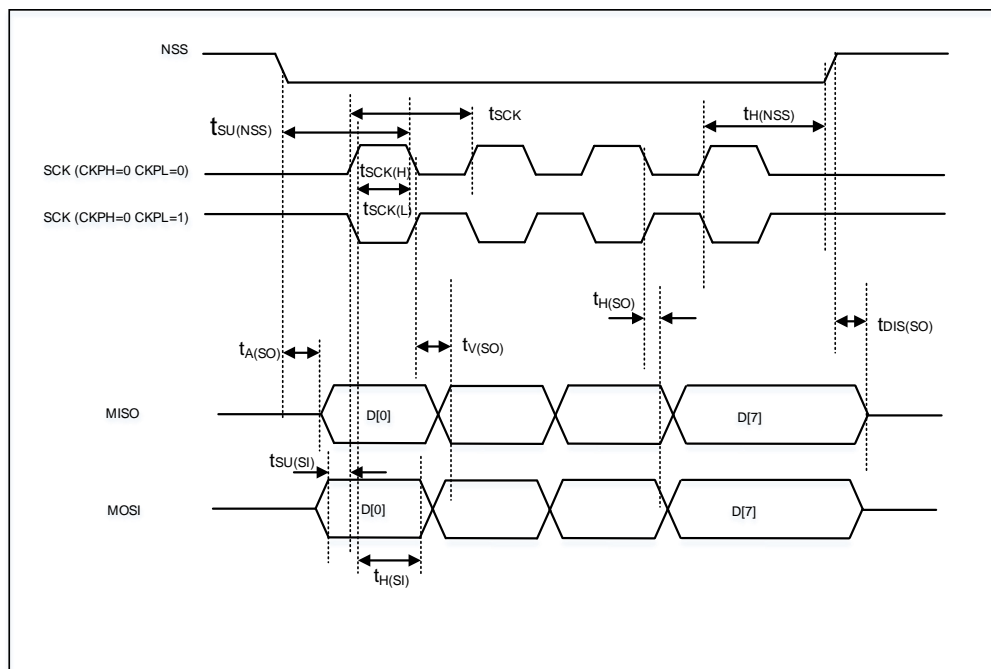 NSS
tSCK
tH(NSS)
tSU(NSS)
SCK (CKPH=0 CKPL=0)
tSCK(H)
tSCK(L)
SCK (CKPH=0 CKPL=1)
tH(SO)
tDIS(SO)
tV(SO)
tA(SO)
MISO
D[0]
D[7]
tSU(SI)
MOSI
D[0]
D[7]
tH(SI)